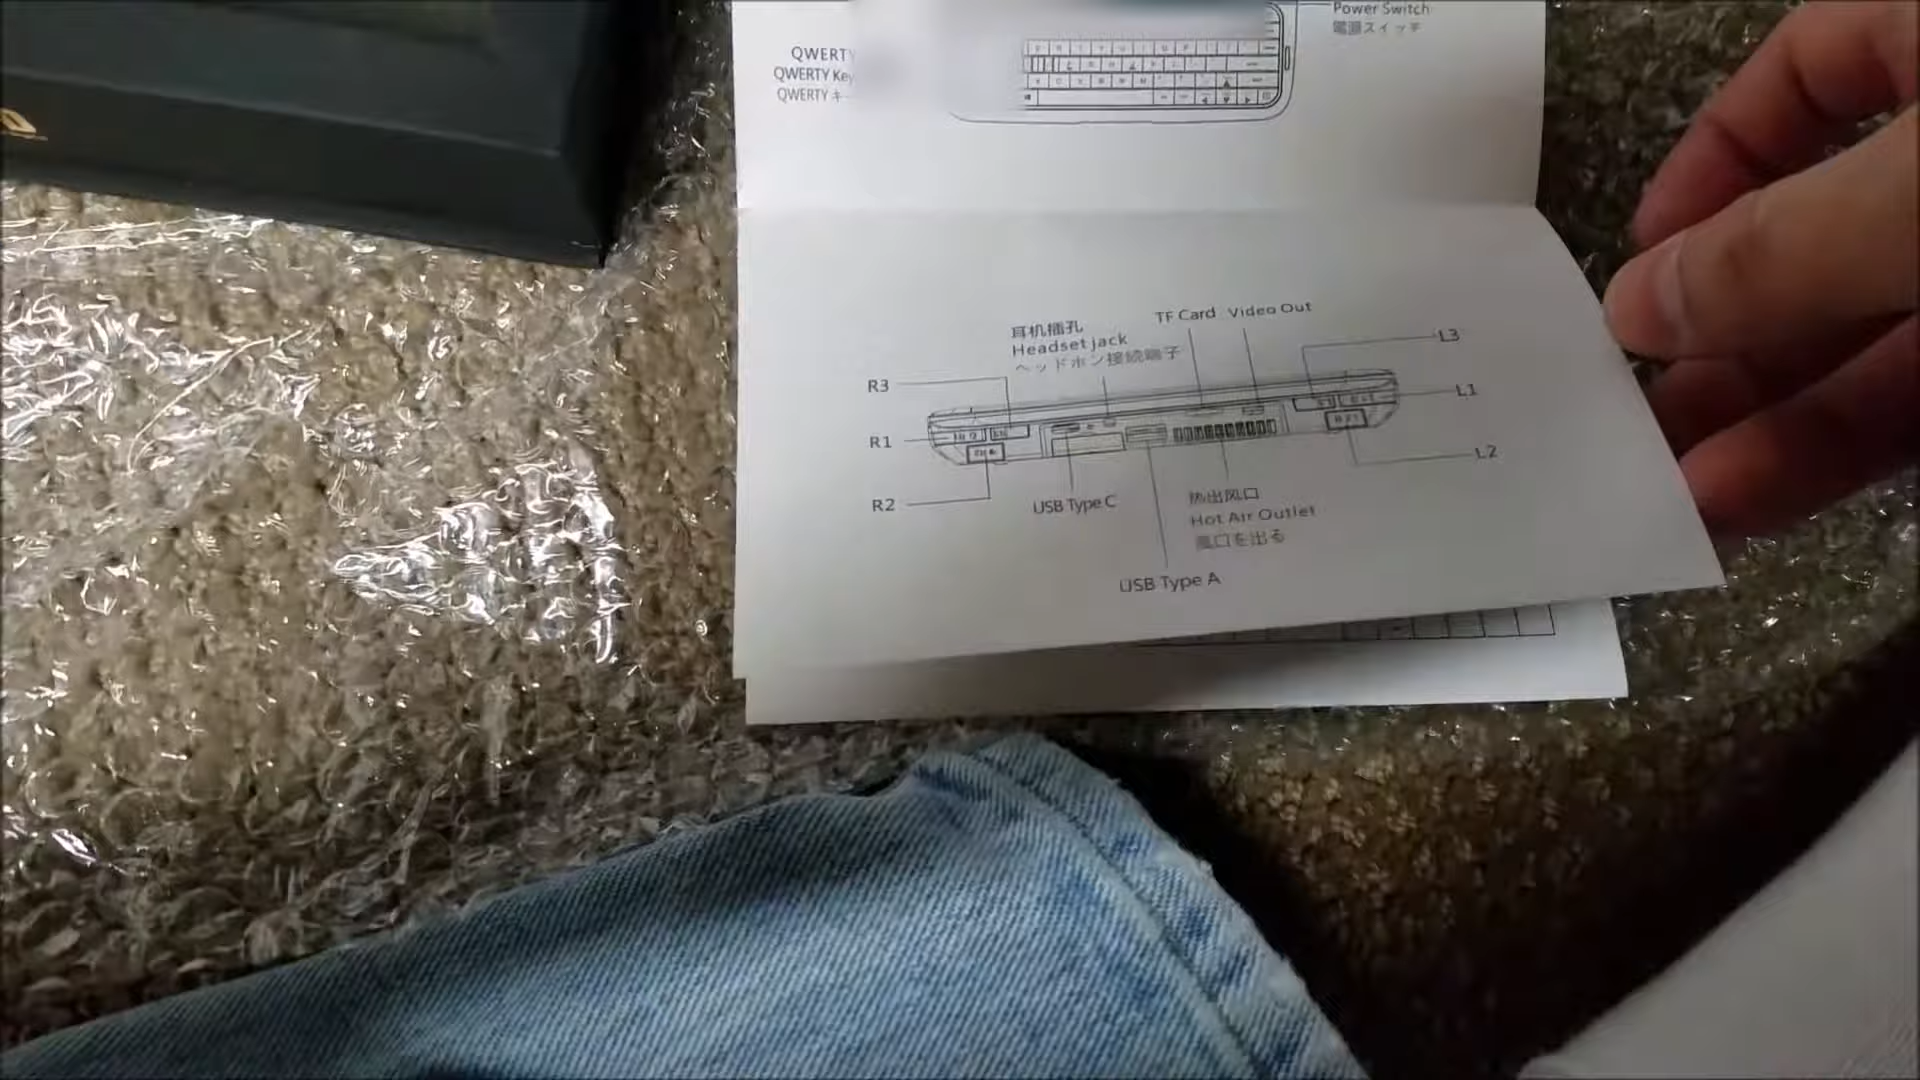 Power Switch
電源スイッチ
QWERTY
QWERTY Key
QWERTY キー
TF Card Video Out
耳机插孔
Headset jack
ヘッドホン接続端子
L3
R3
L1
R1
L2
R2
USB Type C
热出风口
Hot Air Outlet
風口を出る
USB Type A